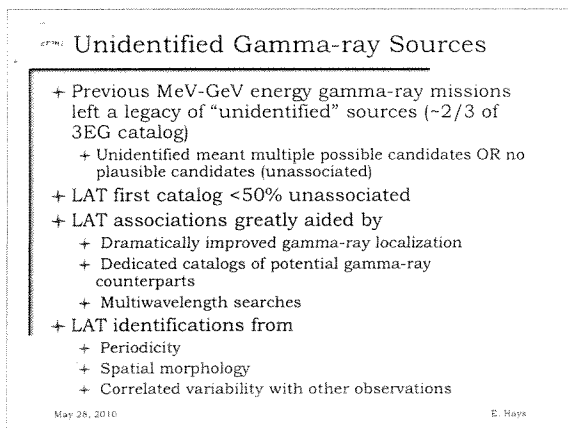 Unidentified Gamma-ray Sources
+ Previous MeV-GeV energy gamma-ray missions
left a legacy of "unidentified" sources (~2/3 of
3EG catalog)
+ Unidentified meant multiple possible candidates OR no
plausible candidates (unassociated)
+ LAT first catalog <50% unassociated
+ LAT associations greatly aided by
+ Dramatically improved gamma-ray localization
+ Dedicated catalogs of potential gamma-ray
counterparts
+ Multiwavelength searches
+ LAT identifications from
+ Periodicity
+ Spatial morphology
+ Correlated variability with other observations
May 28, 2010
E. Hays